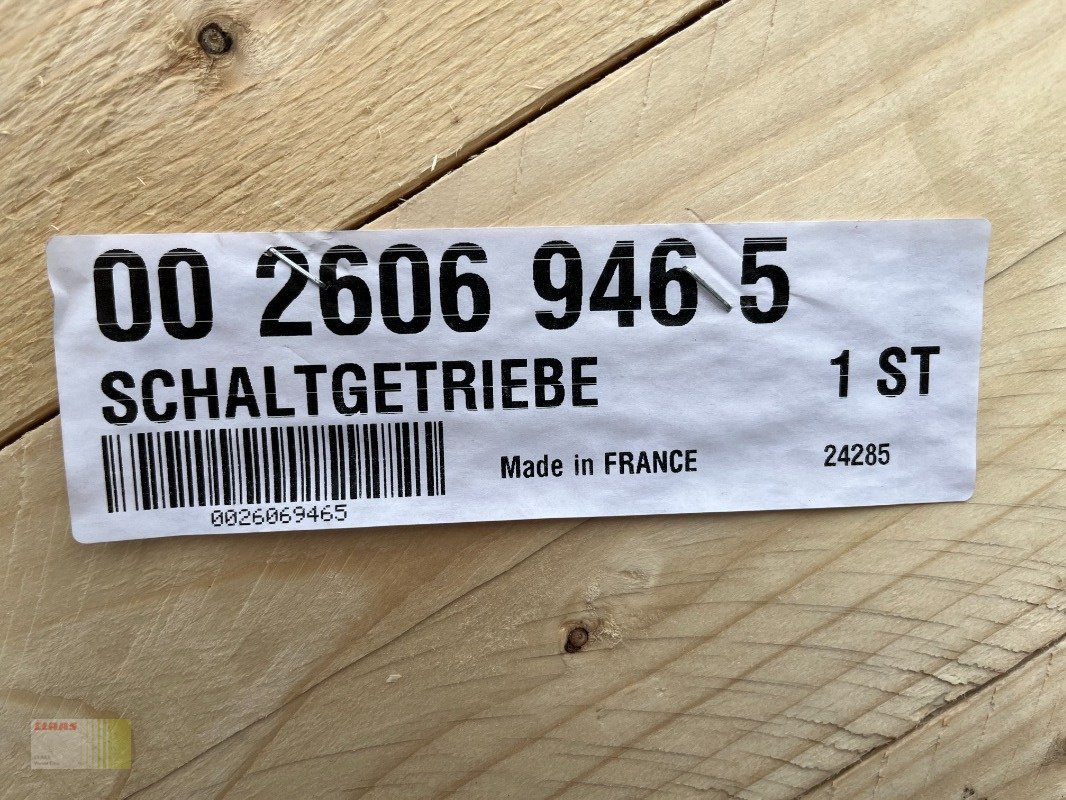 00 2606 946 5
SCHALTGETRIEBE
1 ST
Made in FRANCE
24285
0026069465
CLAAS